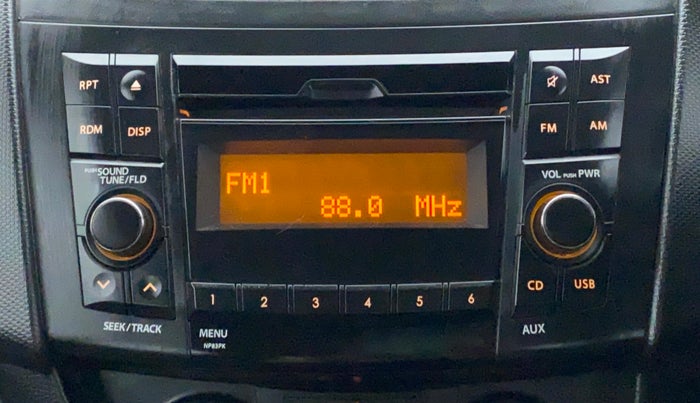 RPT
AST
RDM
DISP
FM
AM
PUSH SOUND
TUNE/FLD
VOL PUSH PWR
FM1
88.0 MHz
1 2 3 4 5 6
CD
USB
SEEK/TRACK
MENU
NP83PK
AUX